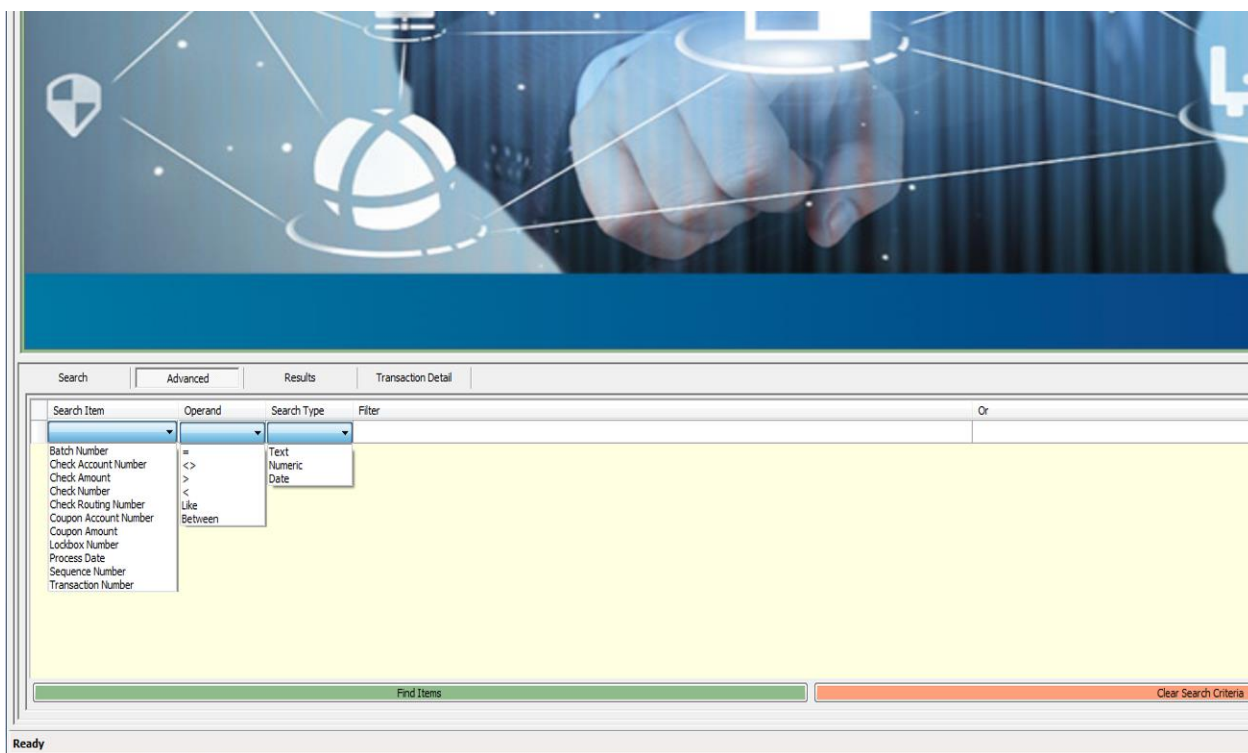 Search Advanced Results Transaction Detail
Search Item Operand Search Type Filter Or
Batch Number
Check Account Number
Check Amount
Check Number
Check Routing Number
Coupon Account Number
Coupon Amount
Lockbox Number
Process Date
Sequence Number
Transaction Number
=
<>
>
<
Like
Between
Text
Numeric
Date
Find Items Clear Search Criteria
Ready